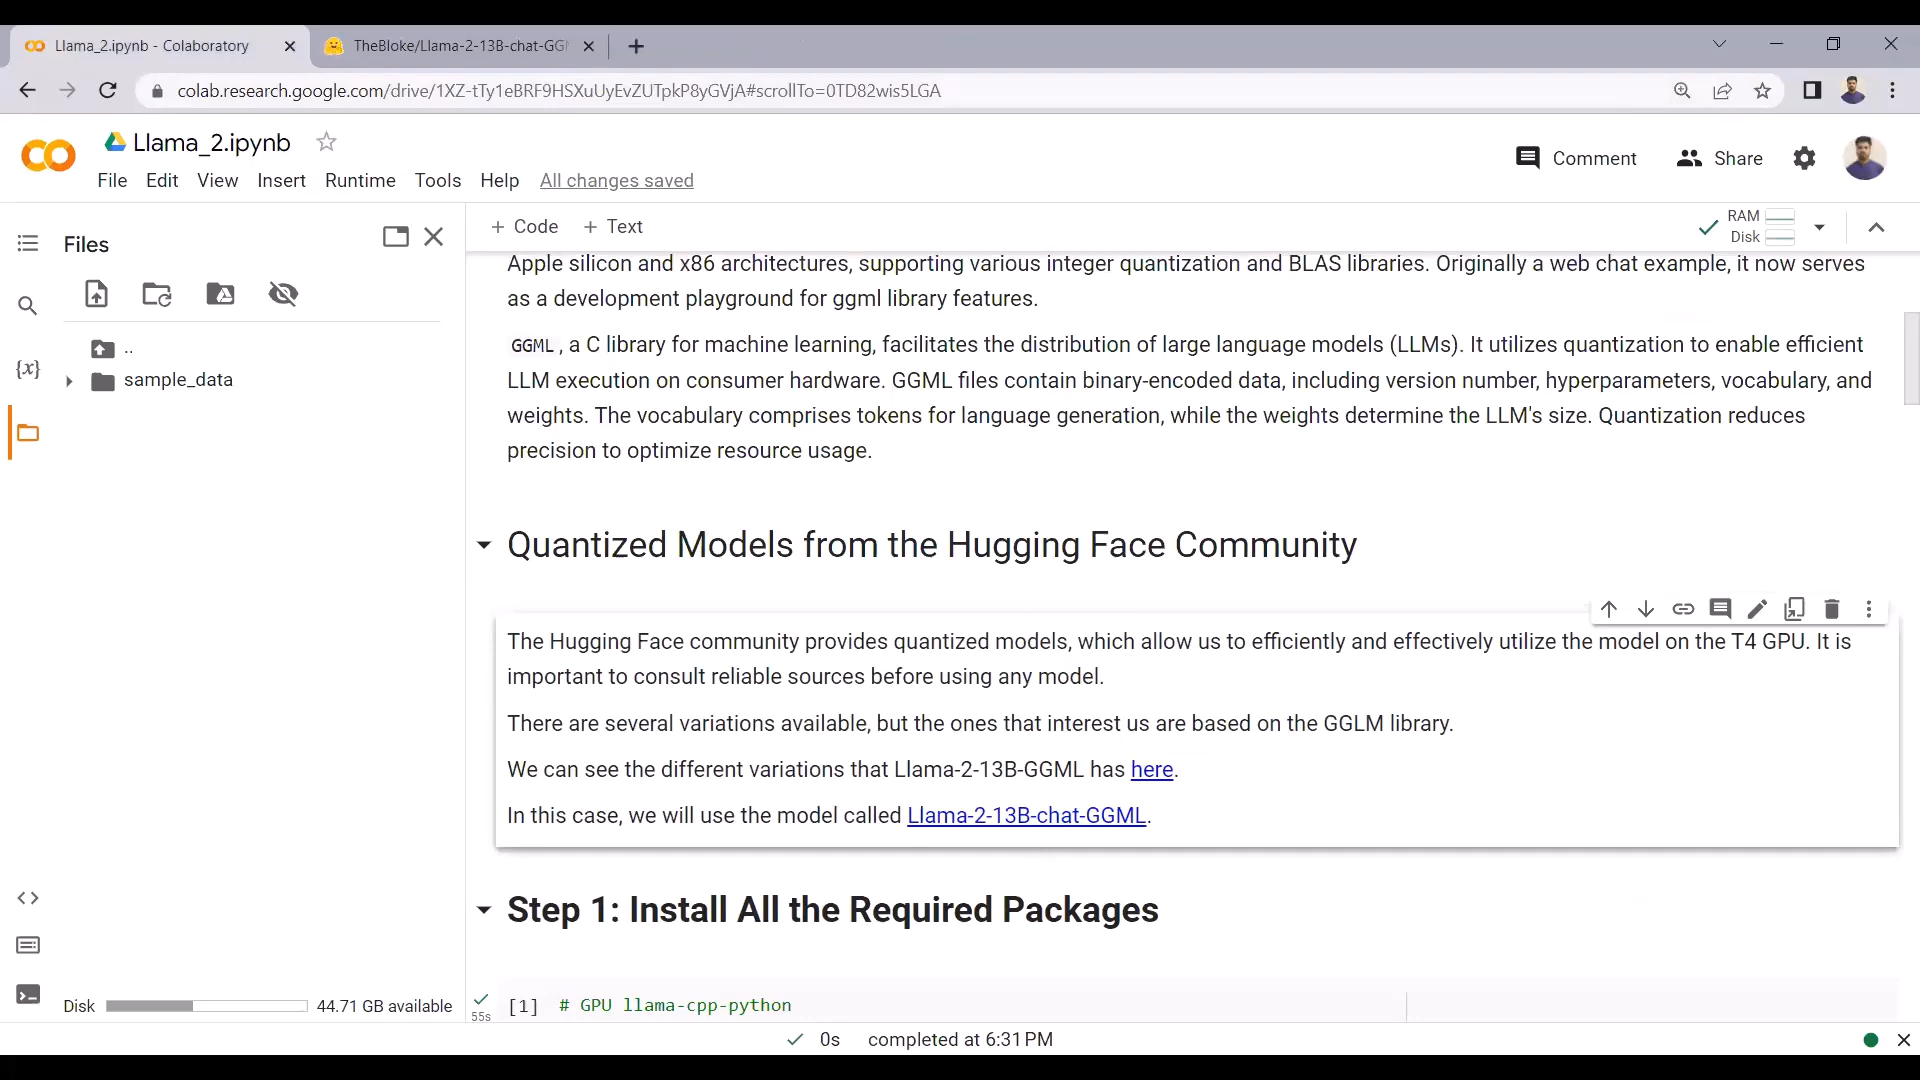 Llama_2.ipynb - Colaboratory
TheBloke/Llama-2-13B-chat-GG
colab.research.google.com/drive/1XZ-tTy1eBRF9HSXuUyEvZUTpkP8yGVjA#scrollTo=0TD82wis5LGA
Llama_2.ipynb
Comment Share
File Edit View Insert Runtime Tools Help All changes saved
Files
+ Code + Text
RAM
Disk
..
sample_data
{x}
Apple silicon and x86 architectures, supporting various integer quantization and BLAS libraries. Originally a web chat example, it now serves
as a development playground for ggml library features.
GGML, a C library for machine learning, facilitates the distribution of large language models (LLMs). It utilizes quantization to enable efficient
LLM execution on consumer hardware. GGML files contain binary-encoded data, including version number, hyperparameters, vocabulary, and
weights. The vocabulary comprises tokens for language generation, while the weights determine the LLM's size. Quantization reduces
precision to optimize resource usage.
Quantized Models from the Hugging Face Community
The Hugging Face community provides quantized models, which allow us to efficiently and effectively utilize the model on the T4 GPU. It is
important to consult reliable sources before using any model.
There are several variations available, but the ones that interest us are based on the GGLM library.
We can see the different variations that Llama-2-13B-GGML has here.
In this case, we will use the model called Llama-2-13B-chat-GGML.
Step 1: Install All the Required Packages
Disk 44.71 GB available
55s
[1] # GPU llama-cpp-python
0s completed at 6:31 PM